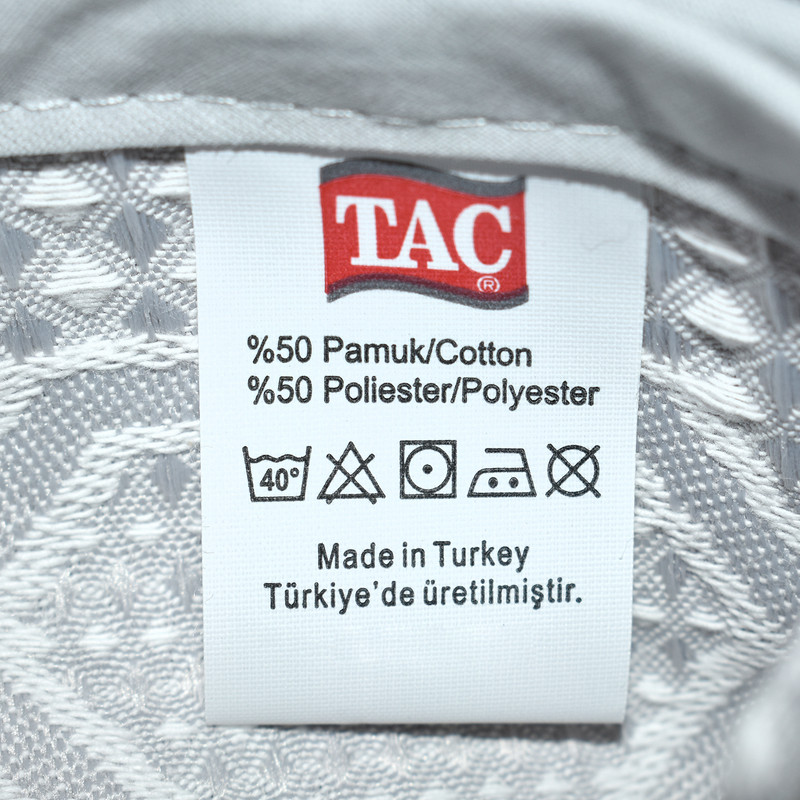 TAC
®
%50 Pamuk/Cotton
%50 Poliester/Polyester
40°
Made in Turkey
Türkiye'de üretilmiştir.